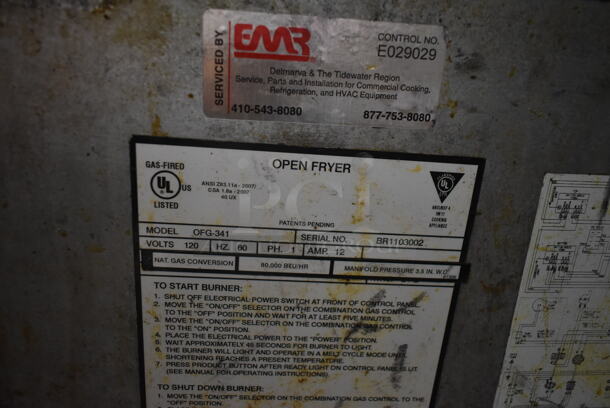 SERVICED BY
EMR
CONTROL NO.
E029029
Delmarva & The Tidewater Region
Service, Parts and Installation for Commercial Cooking,
Refrigeration, and HVAC Equipment
410-543-8080 877-753-8080
OPEN FRYER
GAS-FIRED
UL US
LISTED
ANSI Z83.11a - 2007/
CSA 1.8a - 2007
40 UX
PATENTS PENDING
MODEL OFG-341 SERIAL NO. BR1103002
VOLTS 120 HZ. 60 PH. 1 AMP. 12
NAT. GAS CONVERSION 80,000 BTU/HR MANIFOLD PRESSURE 3.5 IN. W.C.
TO START BURNER:
1. SHUT OFF ELECTRICAL POWER SWITCH AT FRONT OF CONTROL PANEL.
2. MOVE THE "ON/OFF" SELECTOR ON THE COMBINATION GAS CONTROL
TO THE "OFF" POSITION AND WAIT FOR AT LEAST FIVE MINUTES.
3. MOVE THE "ON/OFF" SELECTOR ON THE COMBINATION GAS CONTROL
TO THE "ON" POSITION.
4. PLACE THE ELECTRICAL POWER TO THE "POWER" POSITION.
5. WAIT APPROXIMATELY 45 SECONDS FOR BURNER TO LIGHT.
6. THE BURNER WILL LIGHT AND OPERATE IN A MELT CYCLE MODE UNTIL
SHORTENING REACHES A PRESENT TEMPERATURE.
7. PRESS PRODUCT BUTTON AFTER READY LIGHT ON CONTROL PANEL IS LIT.
(SEE MANUAL FOR OPERATING INSTRUCTIONS).
TO SHUT DOWN BURNER:
1. MOVE THE "ON/OFF" SELECTOR ON THE COMBINATION GAS CONTROL TO THE
"OFF" POSITION.